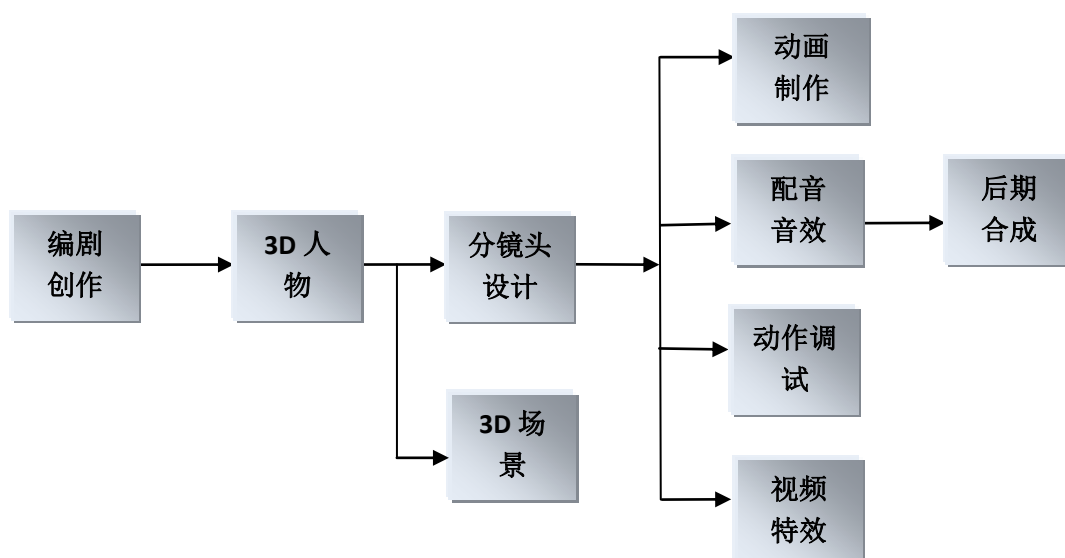 动画
制作
配音
音效
后期
合成
编剧
创作
3D 人
物
分镜头
设计
动作调
试
3D 场
景
视频
特效